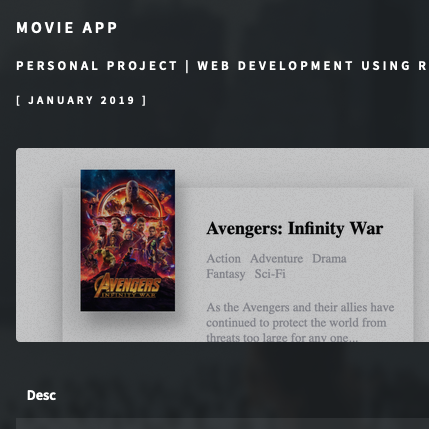 MOVIE APP
PERSONAL PROJECT | WEB DEVELOPMENT USING R
[ JANUARY 2019 ]
Avengers: Infinity War
Action Adventure Drama
Fantasy Sci-Fi
AVENGERS
INFINITY WAR
As the Avengers and their allies have
continued to protect the world from
threats too large for any one...
Desc